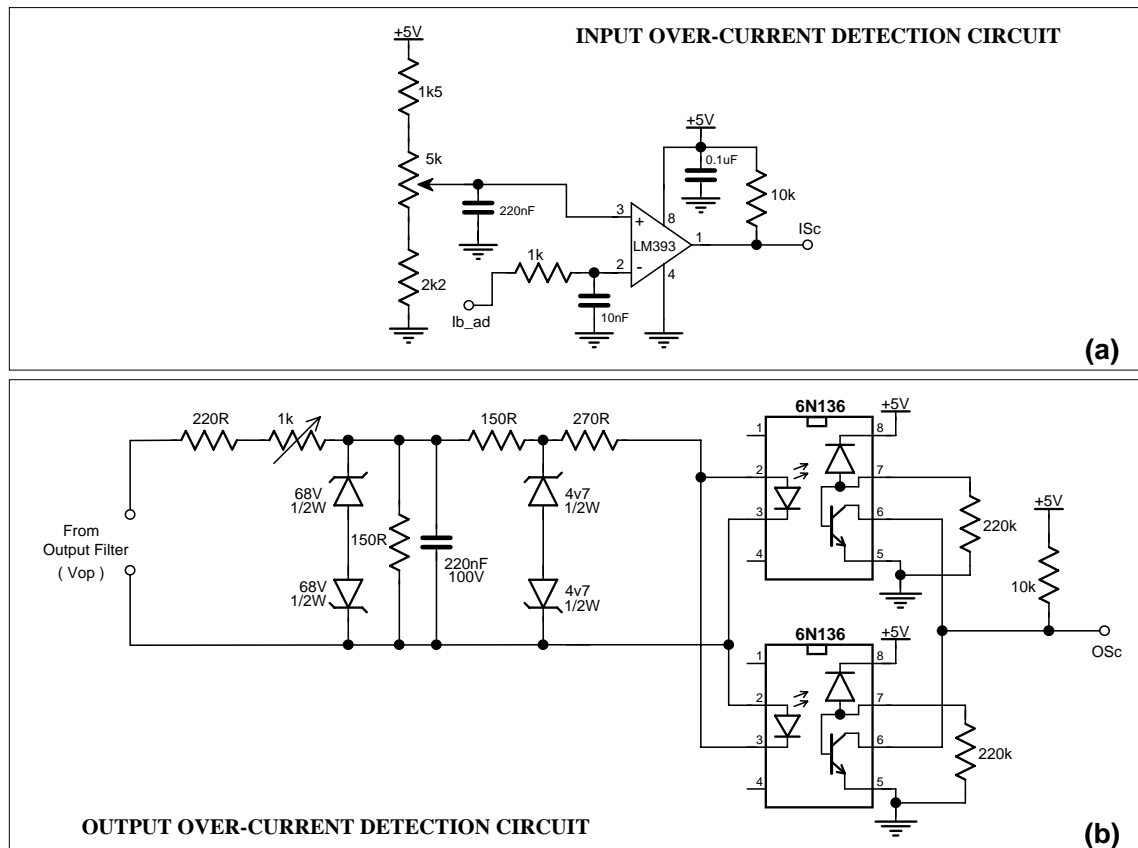 INPUT OVER-CURRENT DETECTION CIRCUIT
+5V
1k5
5k
220nF
2k2
1k
Ib_ad
10nF
3
+
2
-
LM393
8
4
1
+5V
0.1uF
10k
ISc
(a)
220R
1k
150R
270R
68V
1/2W
68V
1/2W
150R
220nF
100V
4v7
1/2W
4v7
1/2W
From
Output Filter
( Vop )
6N136
1
2
3
4
8
7
6
5
+5V
220k
+5V
10k
OSc
6N136
1
2
3
4
8
7
6
5
+5V
220k
OUTPUT OVER-CURRENT DETECTION CIRCUIT
(b)